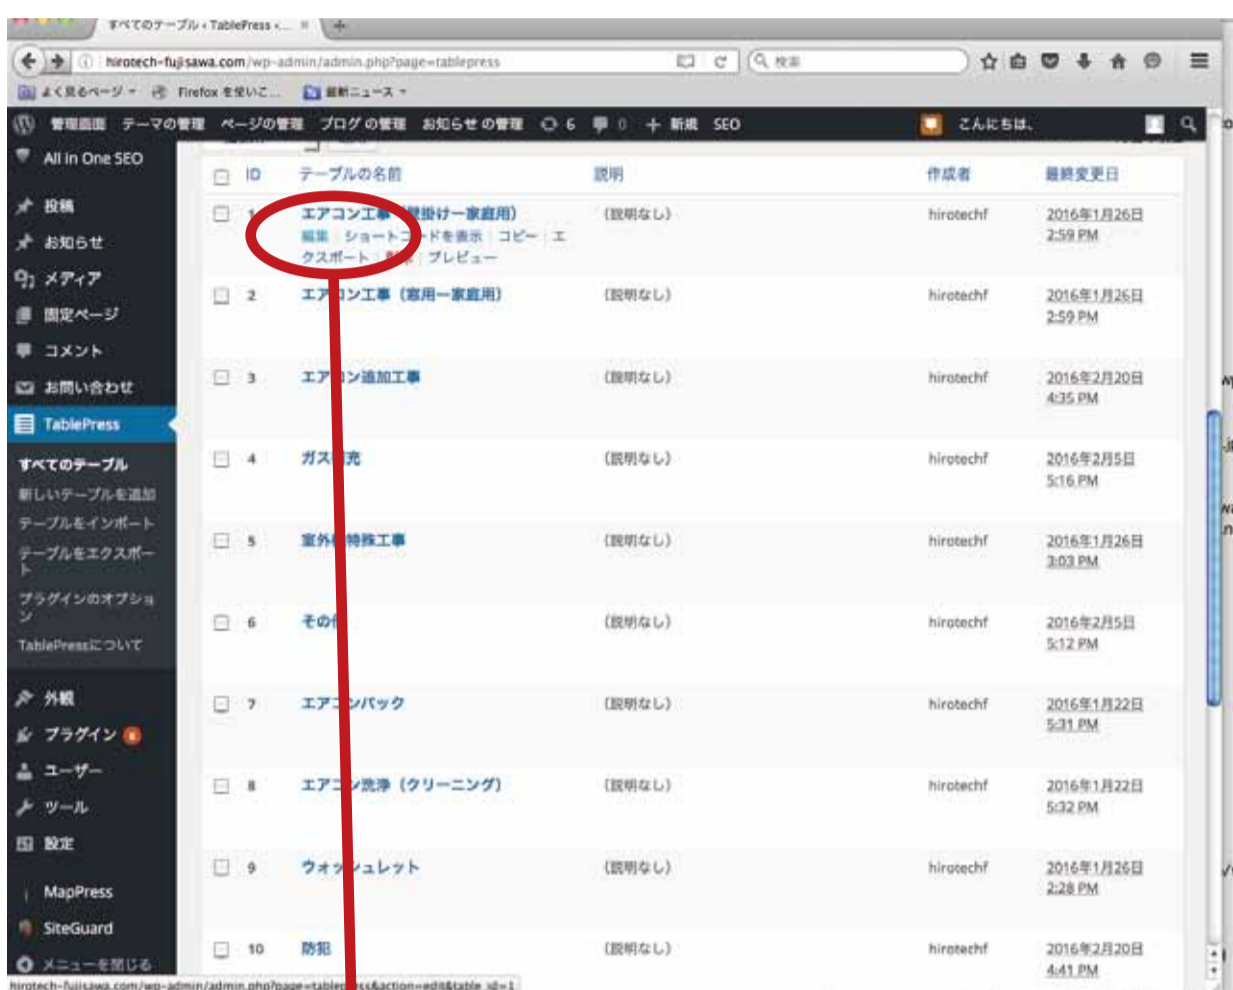 すべてのテーブル ‹ TablePress ‹...
hirotech-fujisawa.com/wp-admin/admin.php?page=tablepress
検索
よく見るページ
Firefox を使いこ...
最新ニュース
管理画面 テーマの管理 ページの管理 ブログ の管理 お知らせ の管理 6 0 新規 SEO こんにちは、
All in One SEO
投稿
お知らせ
メディア
固定ページ
コメント
お問い合わせ
TablePress
すべてのテーブル
新しいテーブルを追加
テーブルをインポート
テーブルをエクスポー
ト
プラグインのオプショ
ン
TablePressについて
外観
プラグイン
ユーザー
ツール
設定
MapPress
SiteGuard
メニューを閉じる
ID テーブルの名前 説明 作成者 最終変更日
1 エアコン工事（壁掛けー家庭用） （説明なし） hirotechf 2016年1月26日
2:59 PM
編集 | ショートコードを表示 | コピー | エ
クスポート | 削除 | プレビュー
2 エアコン工事（窓用ー家庭用） （説明なし） hirotechf 2016年1月26日
2:59 PM
3 エアコン追加工事 （説明なし） hirotechf 2016年2月20日
4:35 PM
4 ガス補充 （説明なし） hirotechf 2016年2月5日
5:16 PM
5 室外機特殊工事 （説明なし） hirotechf 2016年1月26日
3:03 PM
6 その他 （説明なし） hirotechf 2016年2月5日
5:12 PM
7 エアコンパック （説明なし） hirotechf 2016年1月22日
5:31 PM
8 エアコン洗浄（クリーニング） （説明なし） hirotechf 2016年1月22日
5:32 PM
9 ウォッシュレット （説明なし） hirotechf 2016年1月26日
2:28 PM
10 防犯 （説明なし） hirotechf 2016年2月20日
4:41 PM
hirotech-fujisawa.com/wp-admin/admin.php?page=tablepress&action=edit&table_id=1